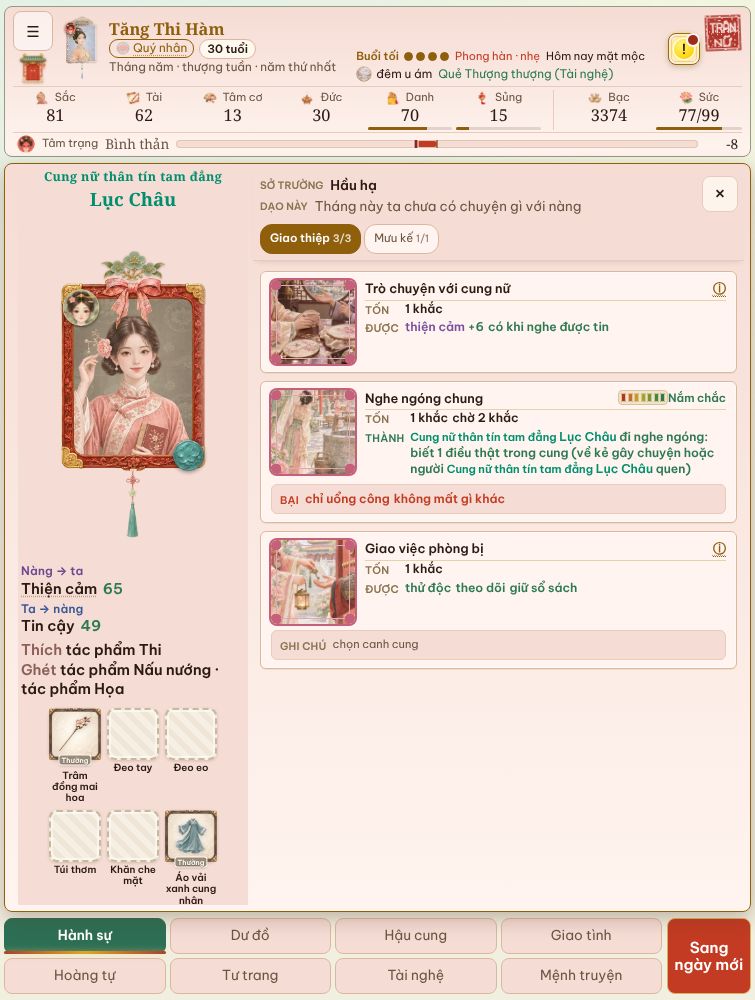 ☰
Tăng Thi Hàm
Quý nhân
30 tuổi
Tháng năm · thượng tuần · năm thứ nhất
Buổi tối
Phong hàn · nhẹ
Hôm nay mặt mộc
đêm u ám
Quẻ Thượng thượng (Tài nghệ)
!
Sắc
81
Tài
62
Tâm cơ
13
Đức
30
Danh
70
Sủng
15
Bạc
3374
Sức
77/99
Tâm trạng Bình thản
-8
Cung nữ thân tín tam đẳng
Lục Châu
Nàng → ta
Thiện cảm 65
Ta → nàng
Tin cậy 49
Thích tác phẩm Thi
Ghét tác phẩm Nấu nướng ·
tác phẩm Họa
Thường
Trâm
đồng mai
hoa
Đeo tay
Đeo eo
Túi thơm
Khăn che
mặt
Thường
Áo vải
xanh cung
nhân
SỞ TRƯỜNG Hầu hạ
DẠO NÀY Tháng này ta chưa có chuyện gì với nàng
×
Giao thiệp 3/3
Mưu kế 1/1
Trò chuyện với cung nữ
ⓘ
TỐN 1 khắc
ĐƯỢC thiện cảm +6 có khi nghe được tin
Nghe ngóng chung
Nắm chắc
TỐN 1 khắc chờ 2 khắc
THÀNH Cung nữ thân tín tam đẳng Lục Châu đi nghe ngóng:
biết 1 điều thật trong cung (về kẻ gây chuyện hoặc
người Cung nữ thân tín tam đẳng Lục Châu quen)
BẠI chỉ uổng công không mất gì khác
Giao việc phòng bị
ⓘ
TỐN 1 khắc
ĐƯỢC thử độc theo dõi giữ sổ sách
GHI CHÚ chọn canh cung
Hành sự
Dư đồ
Hậu cung
Giao tình
Hoàng tự
Tư trang
Tài nghệ
Mệnh truyện
Sang
ngày mới